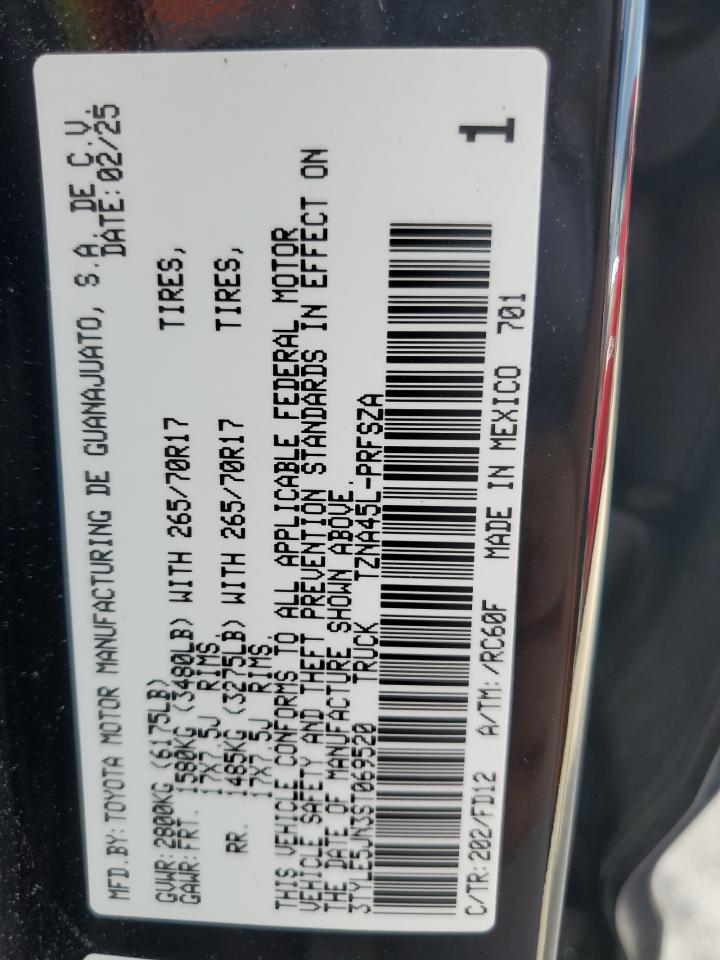 MFD.BY: TOYOTA MOTOR MANUFACTURING DE GUANAJUATO, S.A. DE C.V.
DATE: 02/25
GVWR: 2800KG (6175LB)
GAWR: FRT. 1580KG (3480LB) WITH 265/70R17 TIRES,
17X7.5J RIMS,
RR. 1485KG (3275LB) WITH 265/70R17 TIRES,
17X7.5J RIMS
THIS VEHICLE CONFORMS TO ALL APPLICABLE FEDERAL MOTOR
VEHICLE SAFETY AND THEFT PREVENTION STANDARDS IN EFFECT ON
THE DATE OF MANUFACTURE SHOWN ABOVE.
3TYLE5JN3ST069520 TRUCK TZNA45L-PRFSZA
1
C/TR: 202/FD12 A/TM: /RC60F MADE IN MEXICO 701